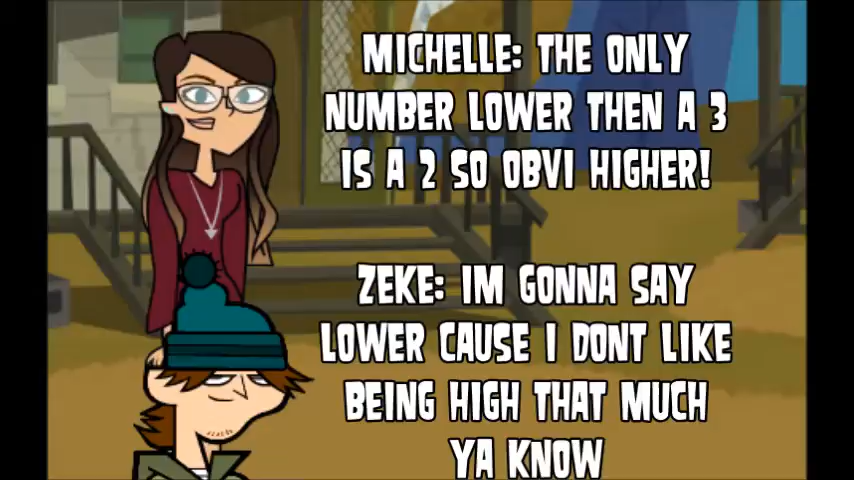 MICHELLE: THE ONLY
NUMBER LOWER THEN A 3
IS A 2 SO OBVI HIGHER!
ZEKE: IM GONNA SAY
LOWER CAUSE I DONT LIKE
BEING HIGH THAT MUCH
YA KNOW